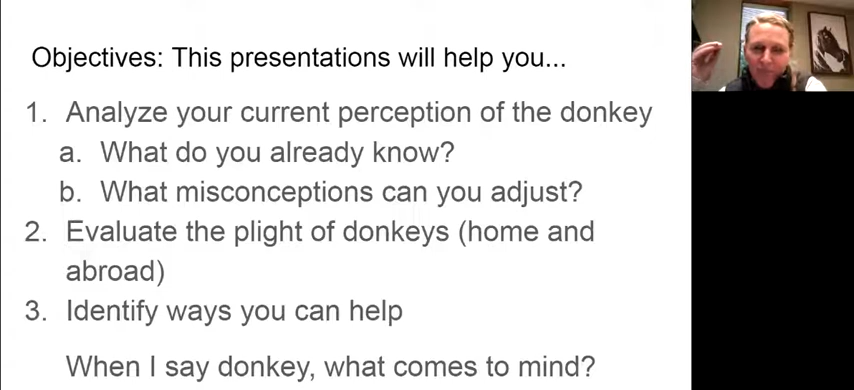 Objectives: This presentations will help you...
1. Analyze your current perception of the donkey
a. What do you already know?
b. What misconceptions can you adjust?
2. Evaluate the plight of donkeys (home and
abroad)
3. Identify ways you can help
When I say donkey, what comes to mind?